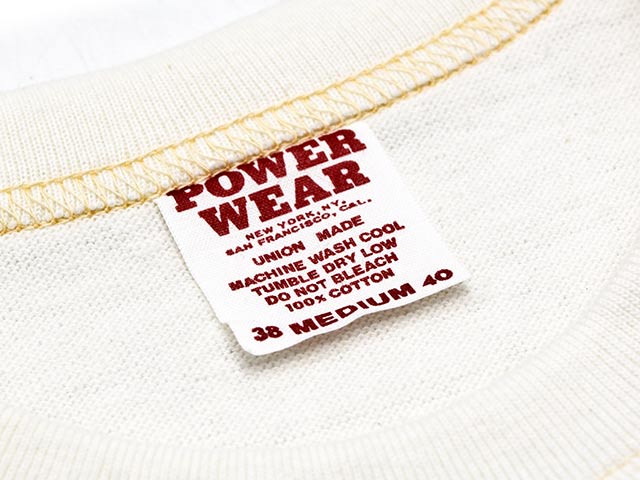 POWER
WEAR
NEW YORK, NY.
SAN FRANCISCO, CAL.
UNION MADE
MACHINE WASH COOL
TUMBLE DRY LOW
DO NOT BLEACH
100% COTTON
38 MEDIUM 40